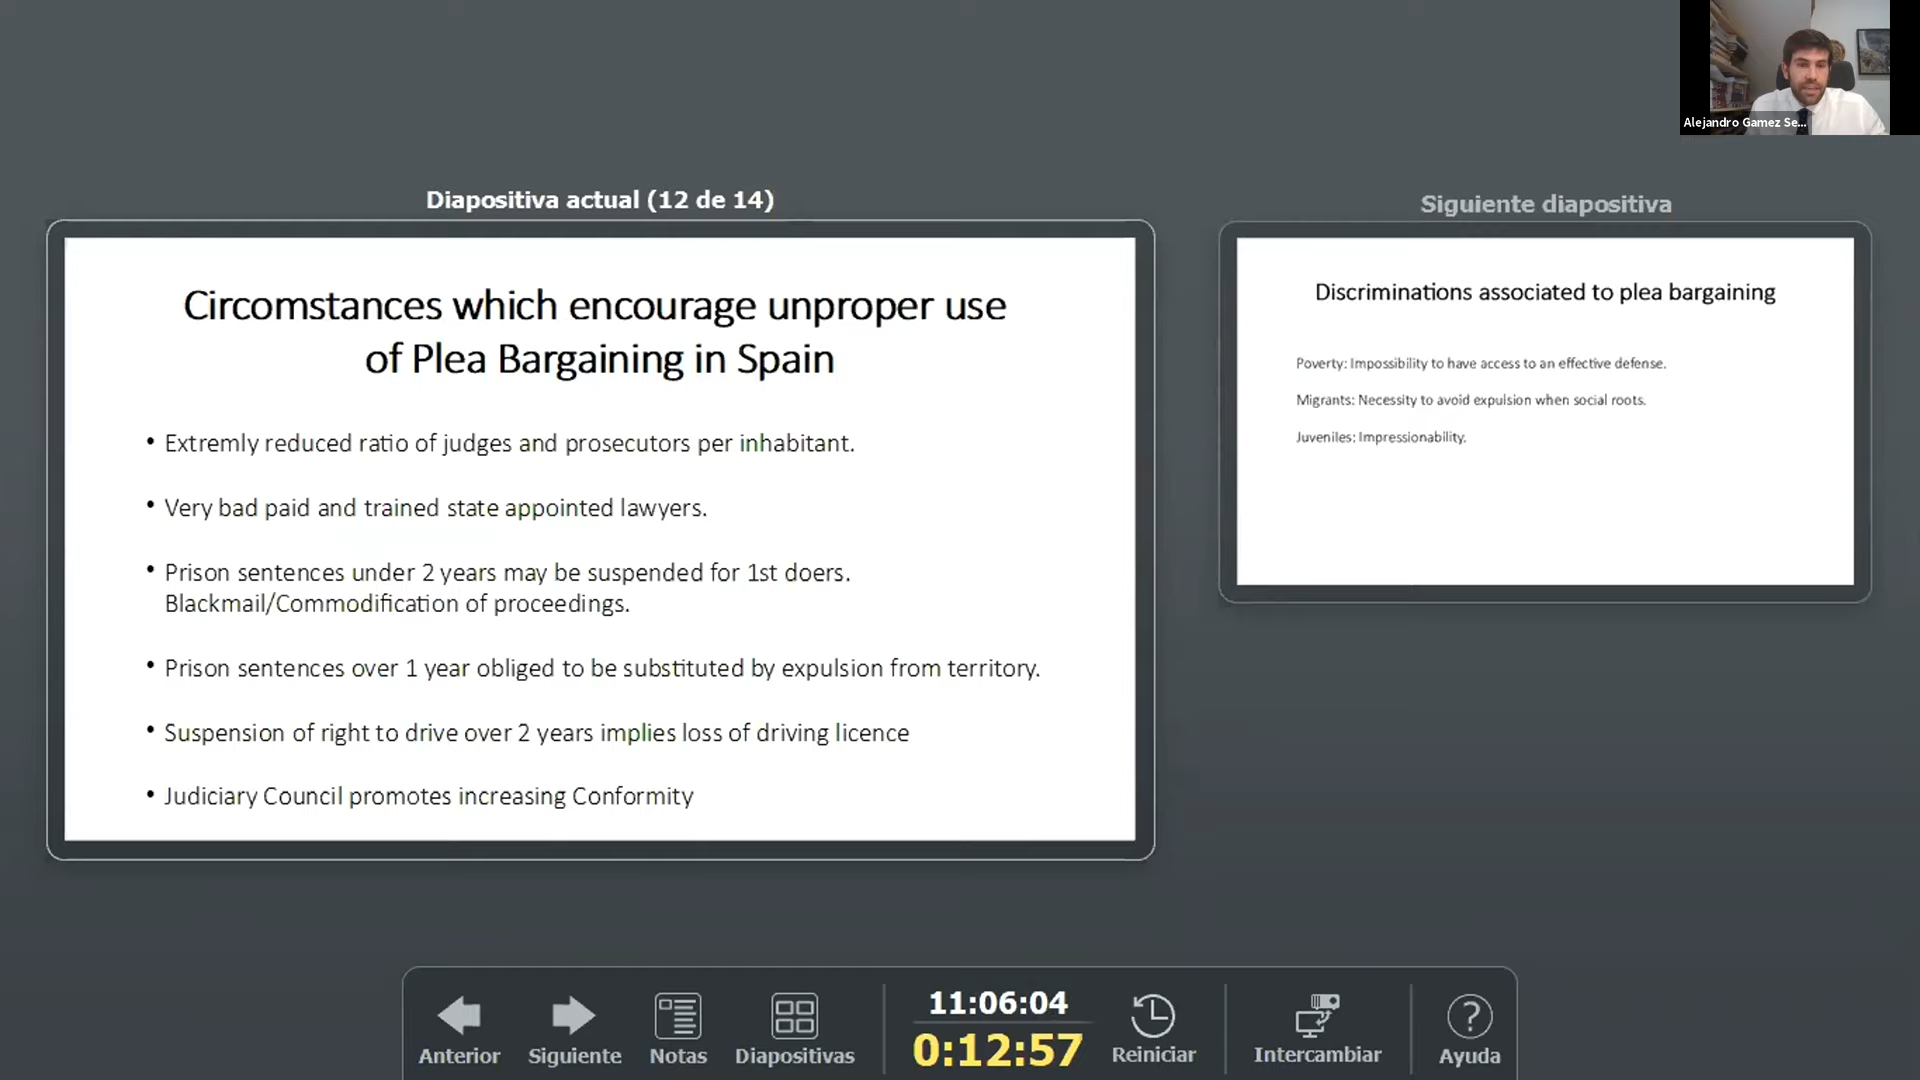 Alejandro Gamez Se...
Diapositiva actual (12 de 14)
Circomstances which encourage unproper use
of Plea Bargaining in Spain
• Extremly reduced ratio of judges and prosecutors per inhabitant.
• Very bad paid and trained state appointed lawyers.
• Prison sentences under 2 years may be suspended for 1st doers.
Blackmail/Commodification of proceedings.
• Prison sentences over 1 year obliged to be substituted by expulsion from territory.
• Suspension of right to drive over 2 years implies loss of driving licence
• Judiciary Council promotes increasing Conformity
Siguiente diapositiva
Discriminations associated to plea bargaining
Poverty: Impossibility to have access to an effective defense.
Migrants: Necessity to avoid expulsion when social roots.
Juveniles: Impressionability.
Anterior
Siguiente
Notas
Diapositivas
11:06:04
0:12:57
Reiniciar
Intercambiar
?
Ayuda